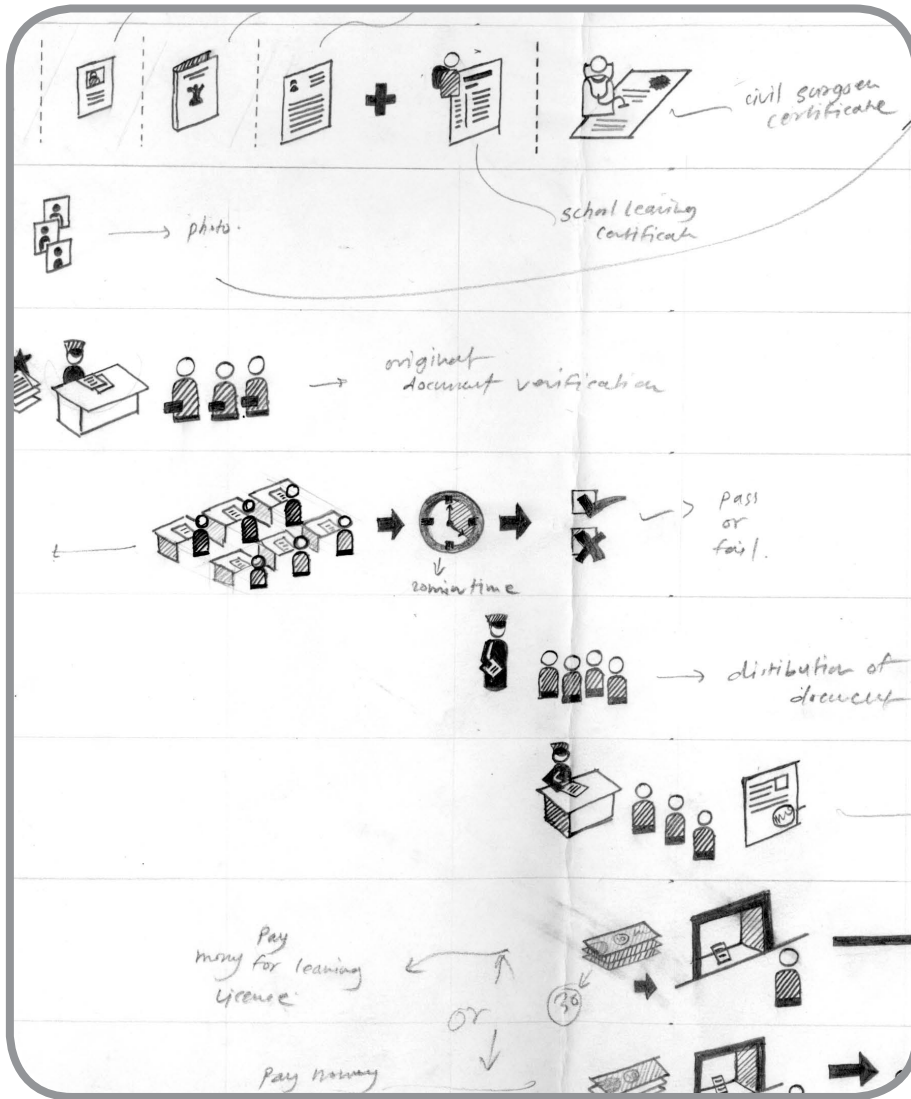 civil surgoen
certificate
school leaving
certificate
photo.
original
document verification
pass
or
fail.
t
20min time
distibution of
document
Pay
mony for leaning
Licence
30
or
Pay money